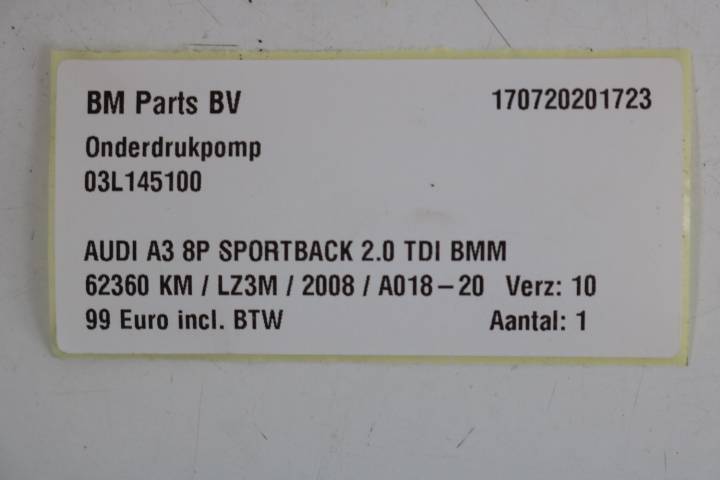 BM Parts BV 170720201723
Onderdrukpomp
03L145100
AUDI A3 8P SPORTBACK 2.0 TDI BMM
62360 KM / LZ3M / 2008 / A018-20 Verz: 10
99 Euro incl. BTW Aantal: 1